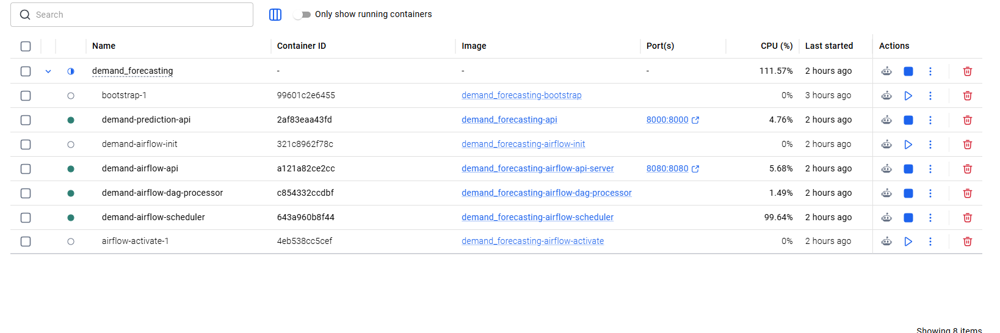 Search
Only show running containers
Name Container ID Image Port(s) CPU (%) Last started Actions
demand_forecasting - - - 111.57% 2 hours ago
bootstrap-1 99601c2e6455 demand_forecasting-bootstrap 0% 3 hours ago
demand-prediction-api 2af83eaa43fd demand_forecasting-api 8000:8000 4.76% 2 hours ago
demand-airflow-init 321c8962f78c demand_forecasting-airflow-init 0% 2 hours ago
demand-airflow-api a121a82ce2cc demand_forecasting-airflow-api-server 8080:8080 5.68% 2 hours ago
demand-airflow-dag-processor c854332ccdbf demand_forecasting-airflow-dag-processor 1.49% 2 hours ago
demand-airflow-scheduler 643a960b8f44 demand_forecasting-airflow-scheduler 99.64% 2 hours ago
airflow-activate-1 4eb538cc5cef demand_forecasting-airflow-activate 0% 2 hours ago
Showing 8 items